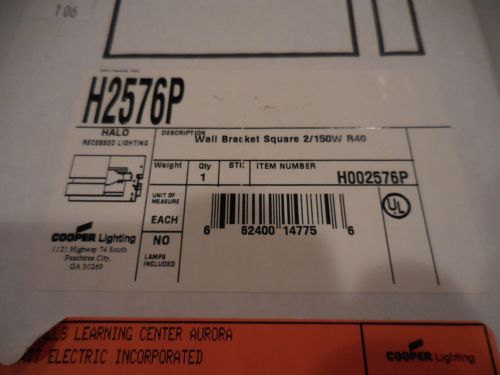 106
H2576P
HALO
RECESSED LIGHTING
DESCRIPTION
Wall Bracket Square 2/150W R40
Weight
Qty
STK
ITEM NUMBER
1
H002576P
UNIT OF
MEASURE
EACH
NO
LAMPS
INCLUDED
6 62400 14775 6
UL
COOPER Lighting
1121 Highway 74 South
Peachtree City,
GA 30269
LEARNING CENTER AURORA
ELECTRIC INCORPORATED
COOPER Lighting